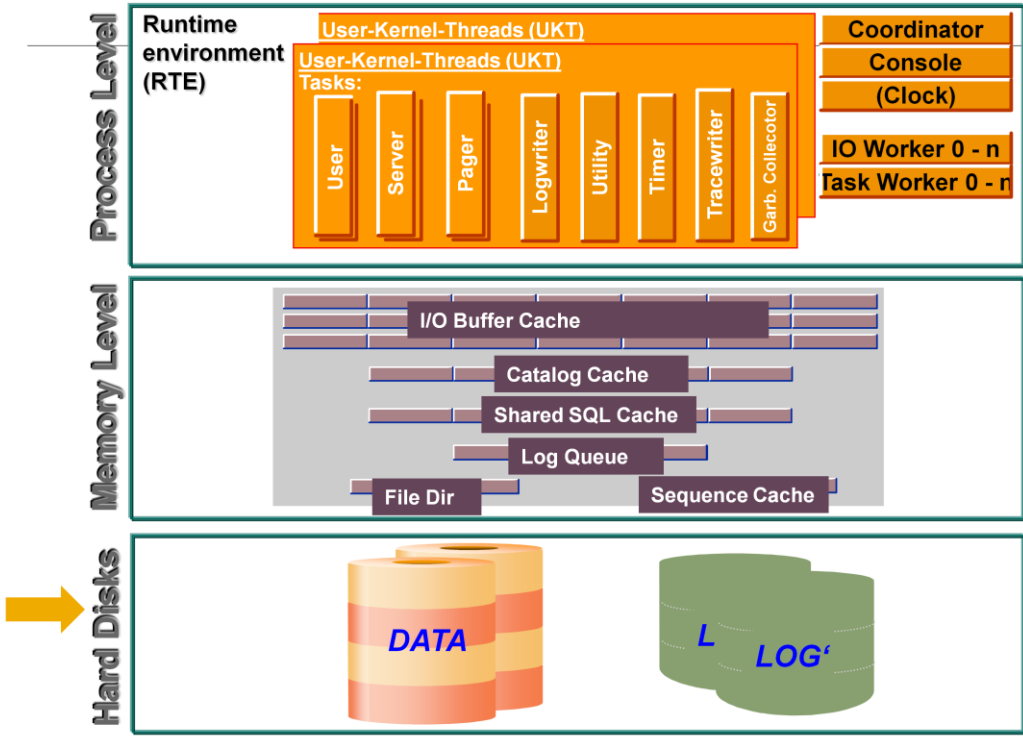 Process Level
Runtime
environment
(RTE)
User-Kernel-Threads (UKT)
User-Kernel-Threads (UKT)
Tasks:
User
Server
Pager
Logwriter
Utility
Timer
Tracewriter
Garb. Collecotor
Coordinator
Console
(Clock)
IO Worker 0 - n
Task Worker 0 - n
Memory Level
I/O Buffer Cache
Catalog Cache
Shared SQL Cache
Log Queue
File Dir
Sequence Cache
Hard Disks
DATA
L
LOG‘